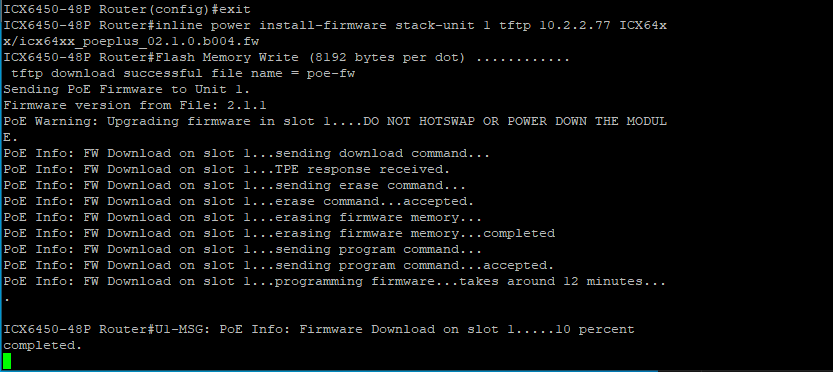 ICX6450-48P Router(config)#exit
ICX6450-48P Router#inline power install-firmware stack-unit 1 tftp 10.2.2.77 ICX64x
x/icx64xx_poeplus_02.1.0.b004.fw
ICX6450-48P Router#Flash Memory Write (8192 bytes per dot) ............
 tftp download successful file name = poe-fw
Sending PoE Firmware to Unit 1.
Firmware version from File: 2.1.1
PoE Warning: Upgrading firmware in slot 1....DO NOT HOTSWAP OR POWER DOWN THE MODUL
E.
PoE Info: FW Download on slot 1...sending download command...
PoE Info: FW Download on slot 1...TPE response received.
PoE Info: FW Download on slot 1...sending erase command...
PoE Info: FW Download on slot 1...erase command...accepted.
PoE Info: FW Download on slot 1...erasing firmware memory...
PoE Info: FW Download on slot 1...erasing firmware memory...completed
PoE Info: FW Download on slot 1...sending program command...
PoE Info: FW Download on slot 1...sending program command...accepted.
PoE Info: FW Download on slot 1...programming firmware...takes around 12 minutes...
.
ICX6450-48P Router#U1-MSG: PoE Info: Firmware Download on slot 1.....10 percent
completed.